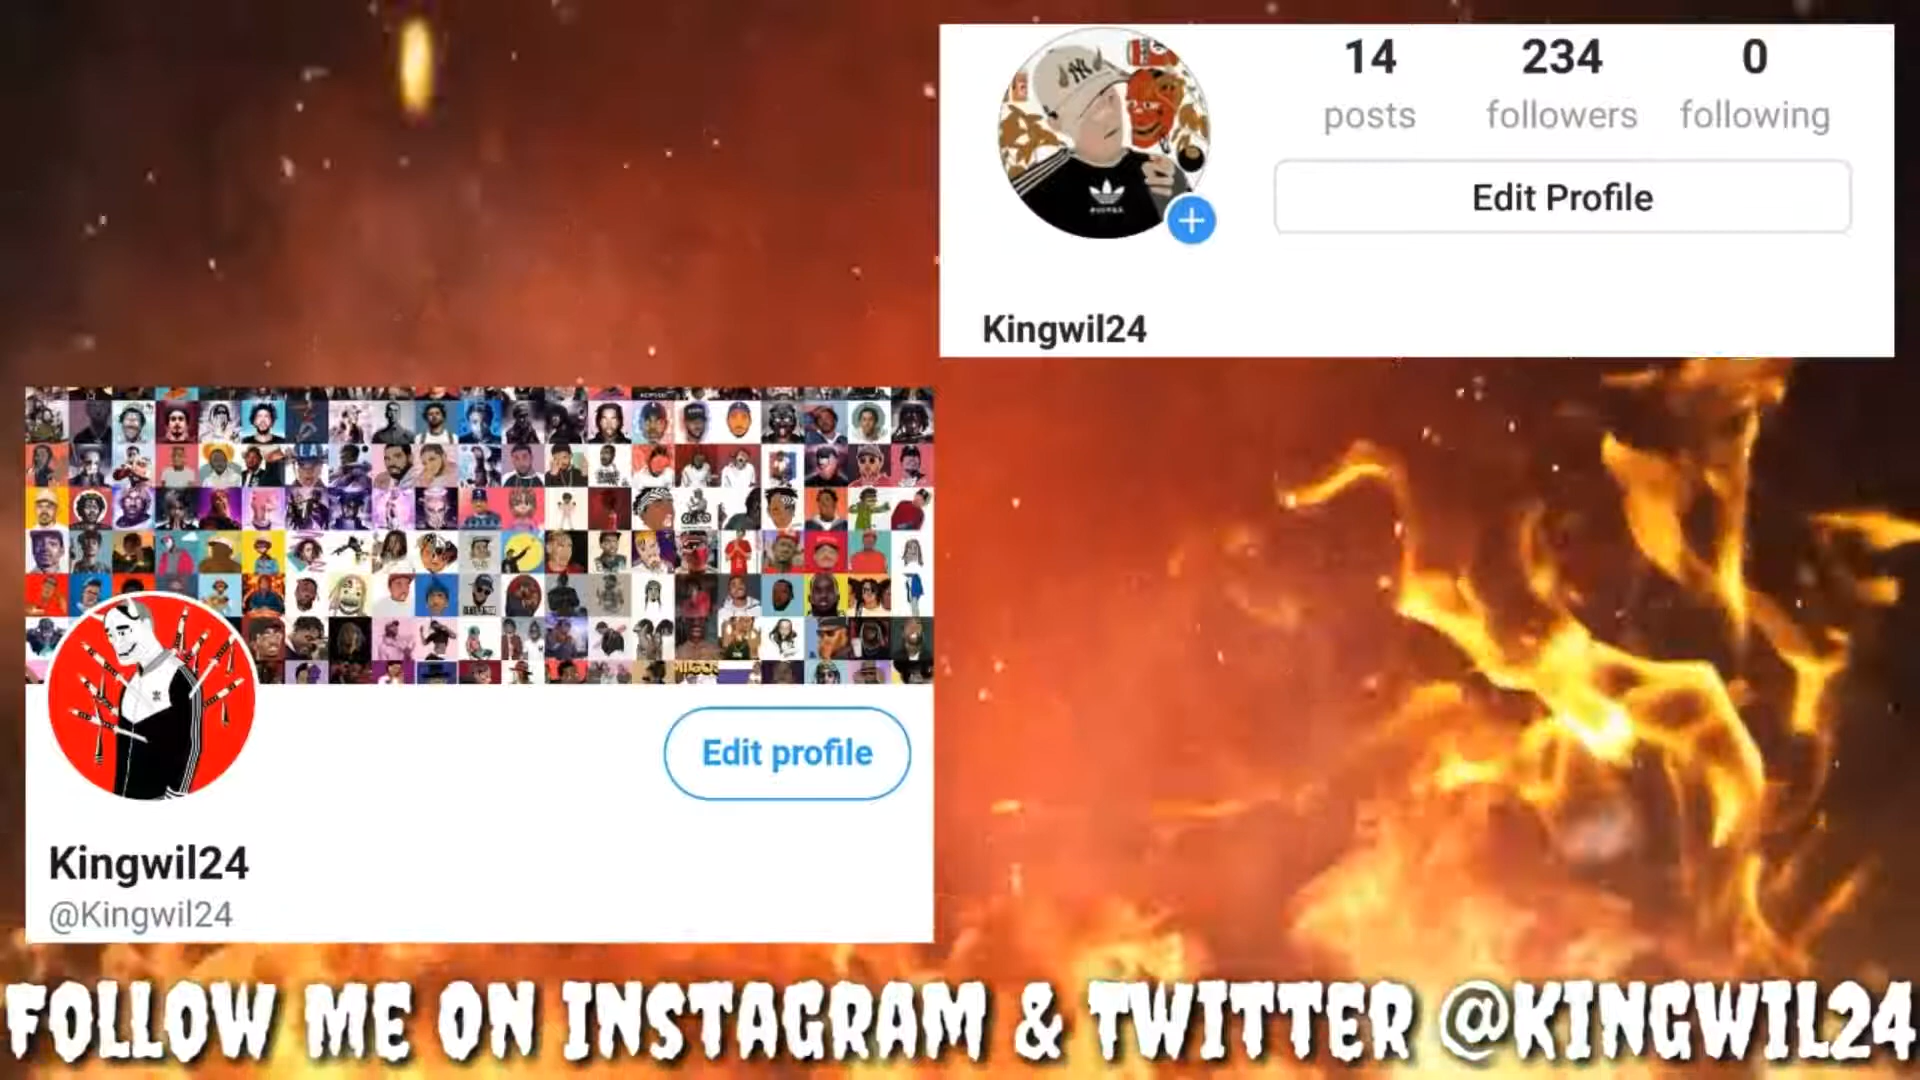 14 234 0
posts followers following
Edit Profile
Kingwil24
Edit profile
Kingwil24
@Kingwil24
FOLLOW ME ON INSTAGRAM & TWITTER @KINGWIL24